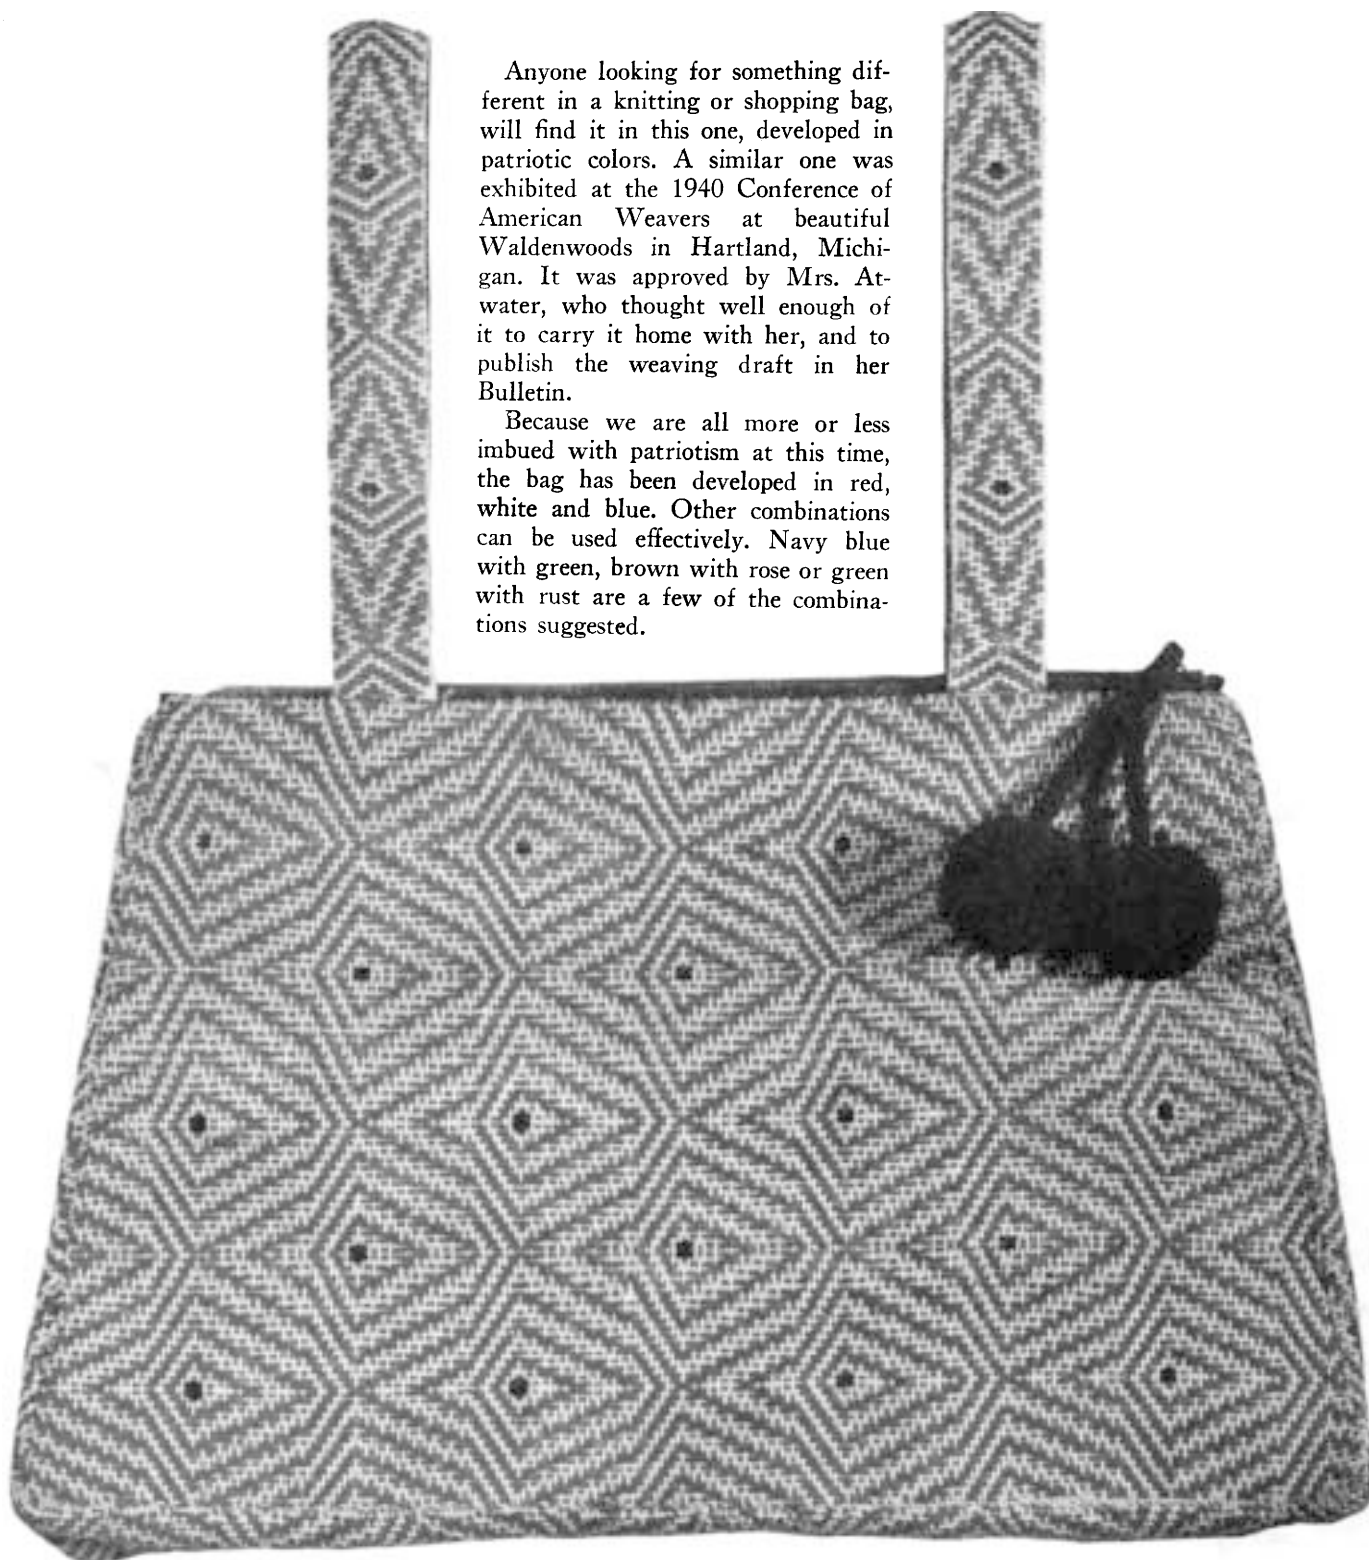 Anyone looking for something dif-
ferent in a knitting or shopping bag,
will find it in this one, developed in
patriotic colors. A similar one was
exhibited at the 1940 Conference of
American Weavers at beautiful
Waldenwoods in Hartland, Michi-
gan. It was approved by Mrs. At-
water, who thought well enough of
it to carry it home with her, and to
publish the weaving draft in her
Bulletin.
Because we are all more or less
imbued with patriotism at this time,
the bag has been developed in red,
white and blue. Other combinations
can be used effectively. Navy blue
with green, brown with rose or green
with rust are a few of the combina-
tions suggested.